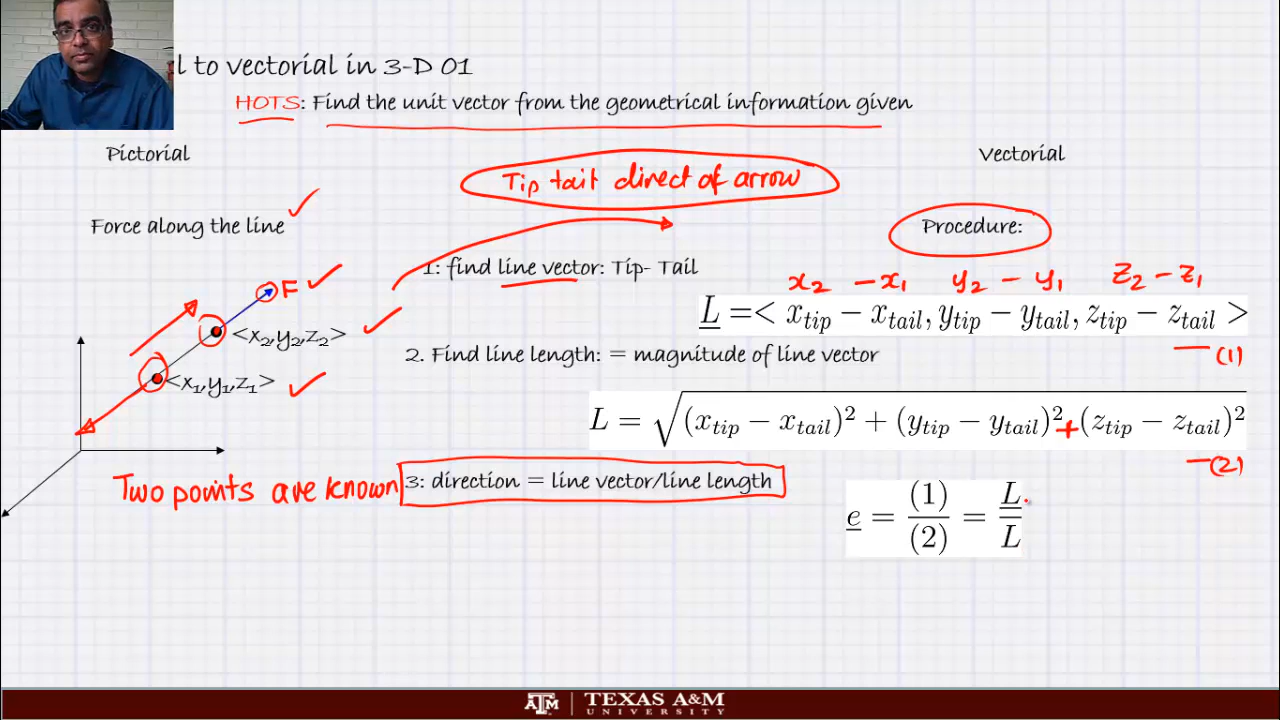 l to vectorial in 3-D 01
HOTS: Find the unit vector from the geometrical information given
Pictorial
Vectorial
Tip tail direct of arrow
Force along the line
Procedure:
1: find line vector: Tip- Tail
x₂ - x₁ y₂ - y₁ z₂ - z₁
F
L =< x_tip − x_tail, y_tip − y_tail, z_tip − z_tail >
<x₂,y₂,z₂>
2. Find line length: = magnitude of line vector
—(1)
<x₁,y₁,z₁>
L = √(x_tip − x_tail)² + (y_tip − y_tail)² + (z_tip − z_tail)²
—(2)
Two points are known
3: direction = line vector/line length
e = (1)/(2) = L/L
ATM TEXAS A&M
UNIVERSITY